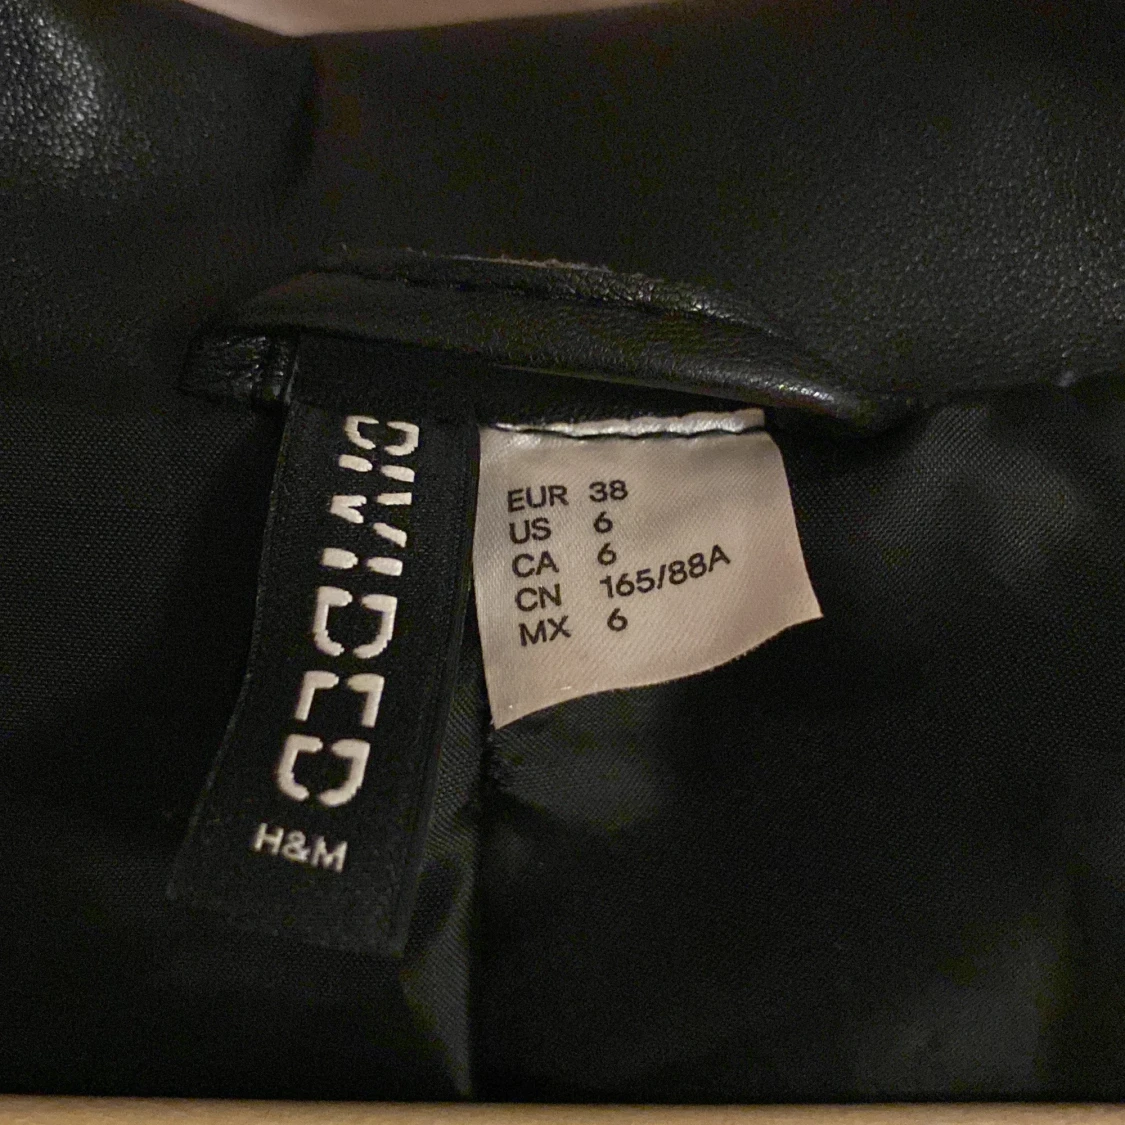 DIVIDED
H&M
EUR 38
US 6
CA 6
CN 165/88A
MX 6